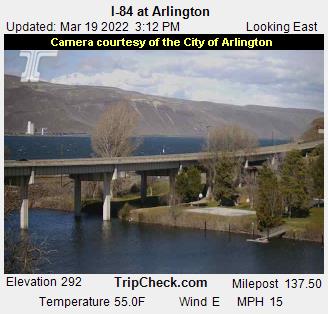 I-84 at Arlington
Updated: Mar 19 2022 3:12 PM Looking East
Camera courtesy of the City of Arlington
Elevation 292 TripCheck.com Milepost 137.50
Temperature 55.0F Wind E MPH 15